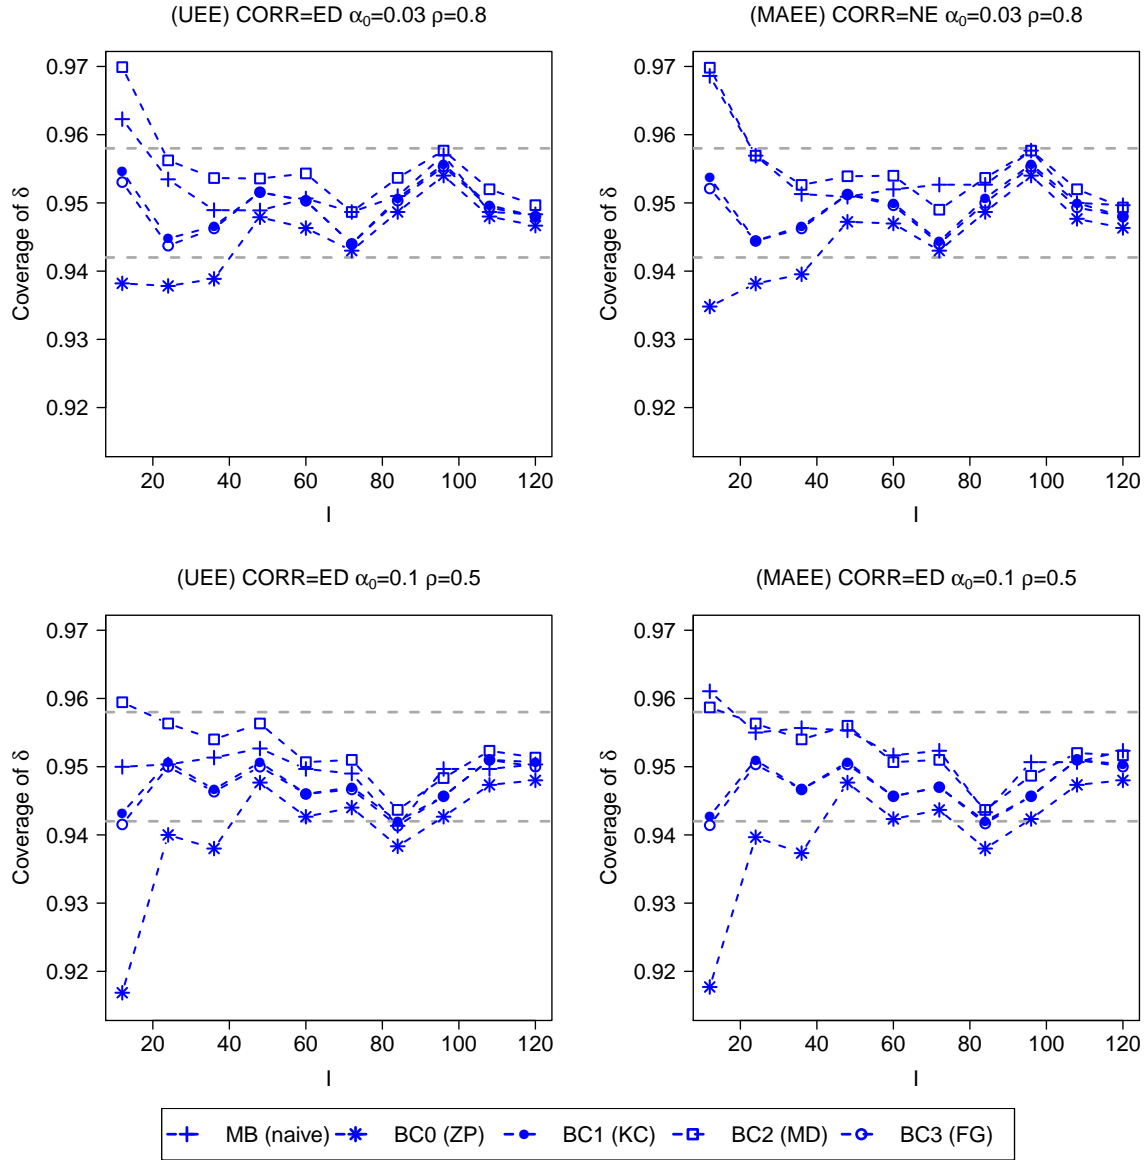 (UEE) CORR=ED α₀=0.03 ρ=0.8
Coverage of δ
0.97
0.96
0.95
0.94
0.93
0.92
20 40 60 80 100 120
I
(MAEE) CORR=NE α₀=0.03 ρ=0.8
Coverage of δ
0.97
0.96
0.95
0.94
0.93
0.92
20 40 60 80 100 120
I
(UEE) CORR=ED α₀=0.1 ρ=0.5
Coverage of δ
0.97
0.96
0.95
0.94
0.93
0.92
20 40 60 80 100 120
I
(MAEE) CORR=ED α₀=0.1 ρ=0.5
Coverage of δ
0.97
0.96
0.95
0.94
0.93
0.92
20 40 60 80 100 120
I
MB (naive) BC0 (ZP) BC1 (KC) BC2 (MD) BC3 (FG)